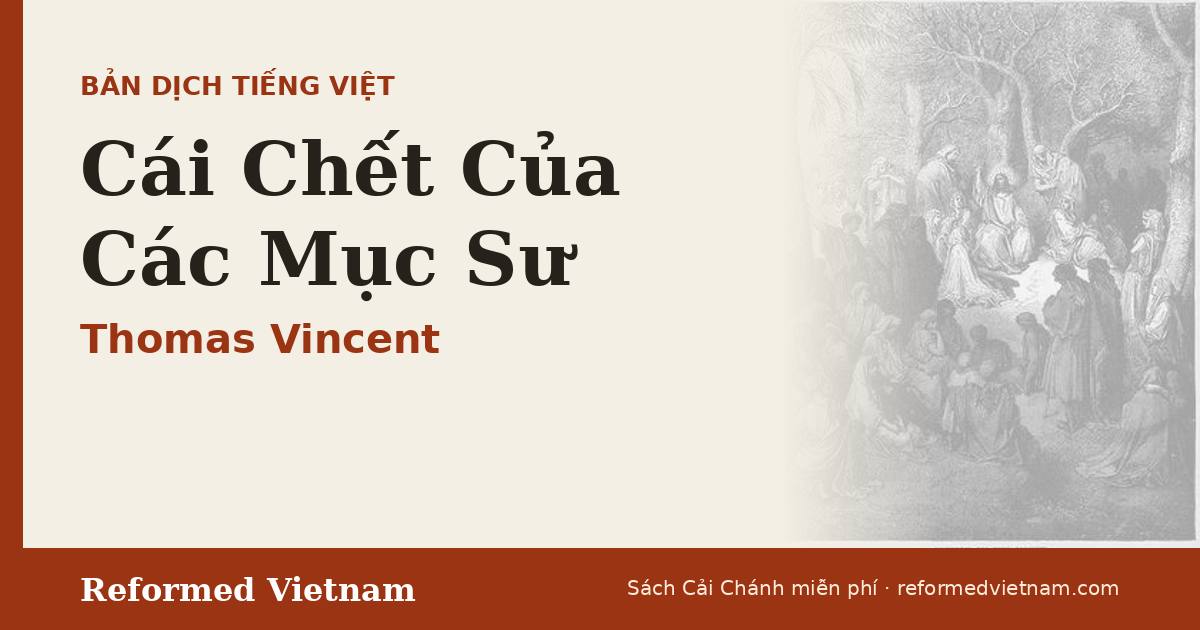 BẢN DỊCH TIẾNG VIỆT
Cái Chết Của
Các Mục Sư
Thomas Vincent
Reformed Vietnam
Sách Cải Chánh miễn phí · reformedvietnam.com